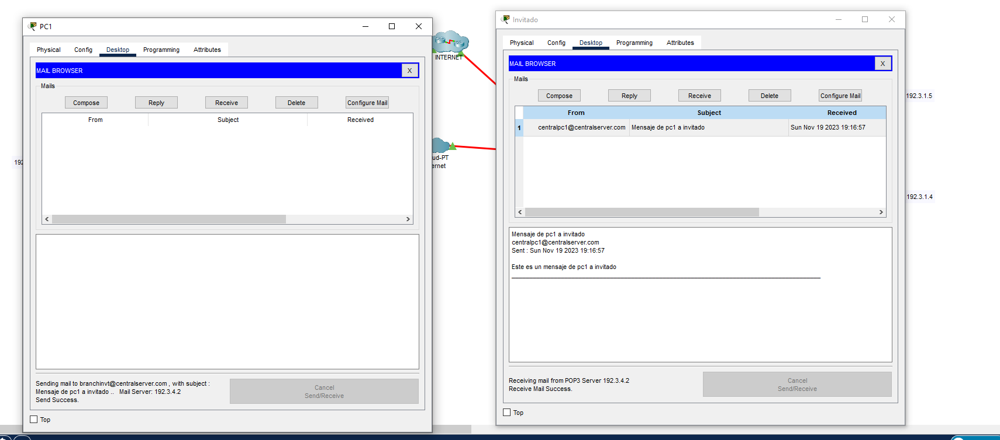 PC1
Physical Config Desktop Programming Attributes
MAIL BROWSER X
Mails
Compose Reply Receive Delete Configure Mail
From Subject Received
Sending mail to branchinvt@centralserver.com , with subject :
Mensaje de pc1 a invitado .. Mail Server: 192.3.4.2
Send Success.
Cancel
Send/Receive
Top
192
INTERNET
ud-PT
ernet
Invitado
Physical Config Desktop Programming Attributes
MAIL BROWSER X
Mails
Compose Reply Receive Delete Configure Mail
From Subject Received
1 centralpc1@centralserver.com Mensaje de pc1 a invitado Sun Nov 19 2023 19:16:57
Mensaje de pc1 a invitado
centralpc1@centralserver.com
Sent : Sun Nov 19 2023 19:16:57
Este es un mensaje de pc1 a invitado
Receiving mail from POP3 Server 192.3.4.2
Receive Mail Success.
Cancel
Send/Receive
Top
192.3.1.5
192.3.1.4